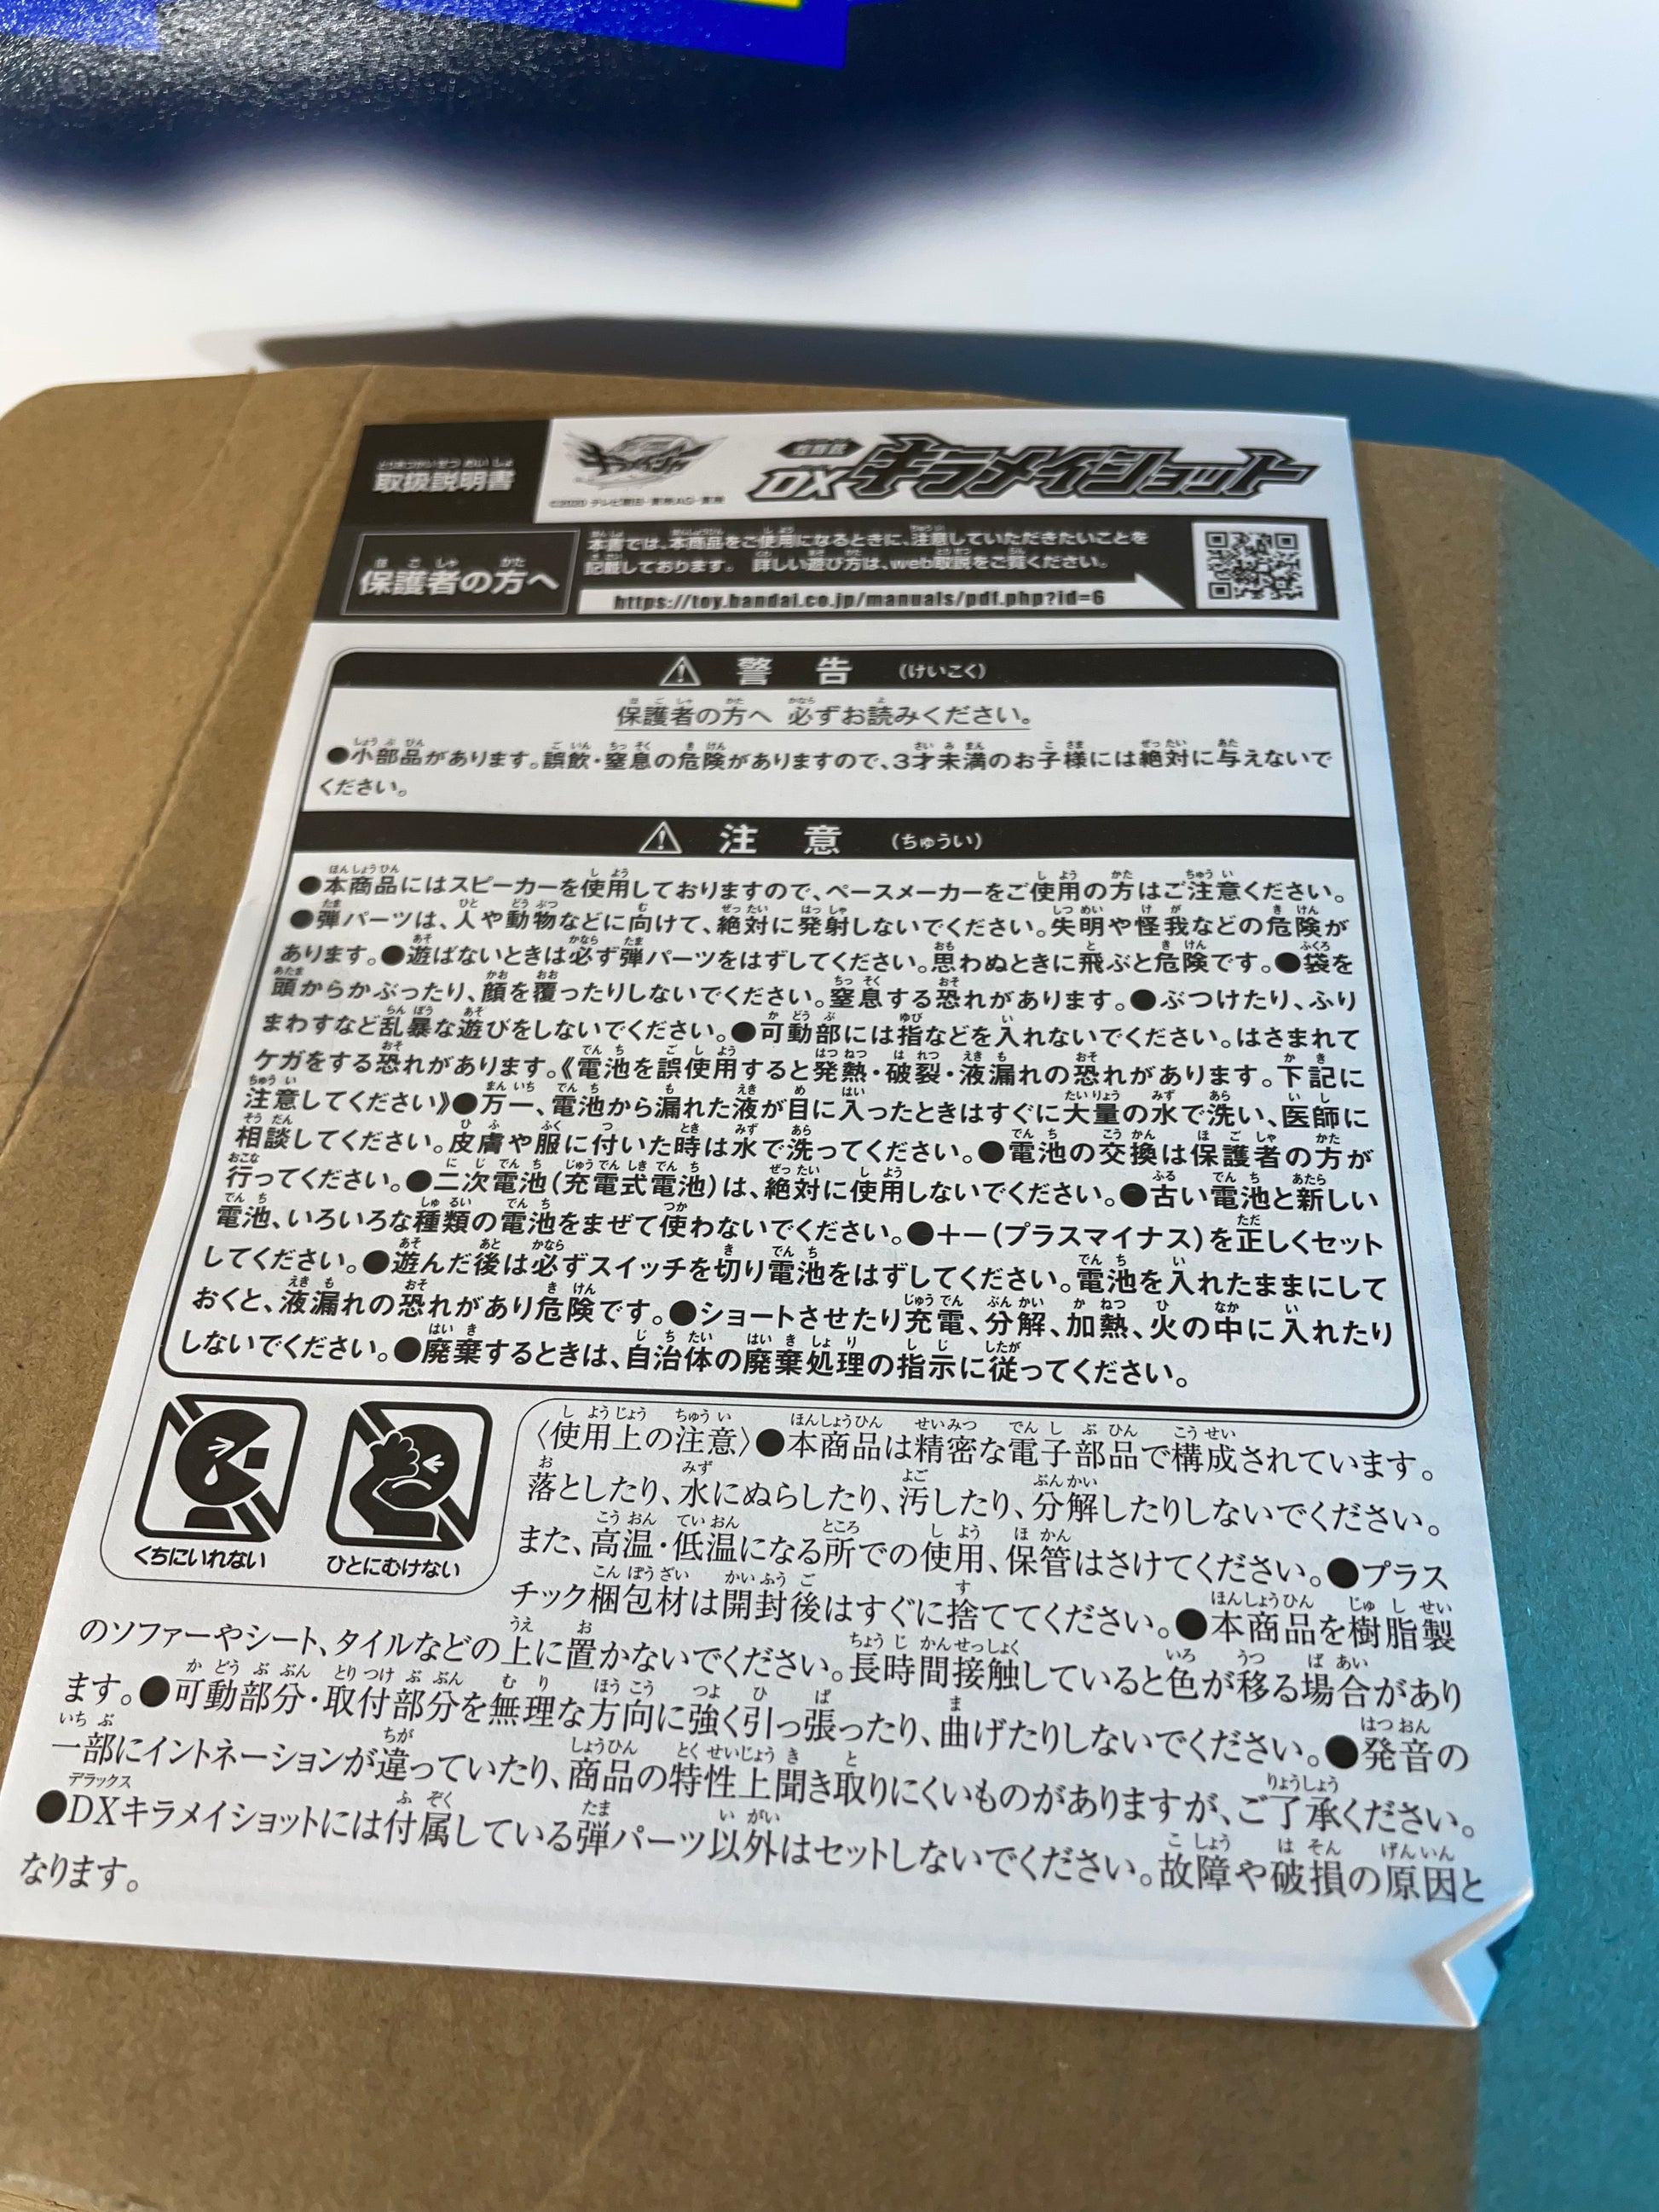 取扱説明書
キラメイジャー
©2020 テレビ朝日・東映AG・東映
DXキラメイショット
保護者の方へ
本書では、本商品をご使用になるときに、注意していただきたいことを
記載しております。 詳しい遊び方は、web取説をご覧ください。
https://toy.bandai.co.jp/manuals/pdf.php?id=6
警告 (けいこく)
保護者の方へ 必ずお読みください。
●小部品があります。誤飲・窒息の危険がありますので、3才未満のお子様には絶対に与えないで
ください。
注意 (ちゅうい)
●本商品にはスピーカーを使用しておりますので、ペースメーカーをご使用の方はご注意ください。
●弾パーツは、人や動物などに向けて、絶対に発射しないでください。失明や怪我などの危険が
あります。●遊ばないときは必ず弾パーツをはずしてください。思わぬときに飛ぶと危険です。●袋を
頭からかぶったり、顔を覆ったりしないでください。窒息する恐れがあります。●ぶつけたり、ふり
まわすなど乱暴な遊びをしないでください。●可動部には指などを入れないでください。はさまれて
ケガをする恐れがあります。《電池を誤使用すると発熱・破裂・液漏れの恐れがあります。下記に
注意してください》●万一、電池から漏れた液が目に入ったときはすぐに大量の水で洗い、医師に
相談してください。皮膚や服に付いた時は水で洗ってください。●電池の交換は保護者の方が
行ってください。●二次電池(充電式電池)は、絶対に使用しないでください。●古い電池と新しい
電池、いろいろな種類の電池をまぜて使わないでください。●+−(プラスマイナス)を正しくセット
してください。●遊んだ後は必ずスイッチを切り電池をはずしてください。電池を入れたままにして
おくと、液漏れの恐れがあり危険です。●ショートさせたり充電、分解、加熱、火の中に入れたり
しないでください。●廃棄するときは、自治体の廃棄処理の指示に従ってください。
くちにいれない
ひとにむけない
〈使用上の注意〉●本商品は精密な電子部品で構成されています。
落としたり、水にぬらしたり、汚したり、分解したりしないでください。
また、高温・低温になる所での使用、保管はさけてください。●プラス
チック梱包材は開封後はすぐに捨ててください。●本商品を樹脂製
のソファーやシート、タイルなどの上に置かないでください。長時間接触していると色が移る場合があり
ます。●可動部分・取付部分を無理な方向に強く引っ張ったり、曲げたりしないでください。●発音の
一部にイントネーションが違っていたり、商品の特性上聞き取りにくいものがありますが、ご了承ください。
●DXキラメイショットには付属している弾パーツ以外はセットしないでください。故障や破損の原因と
なります。